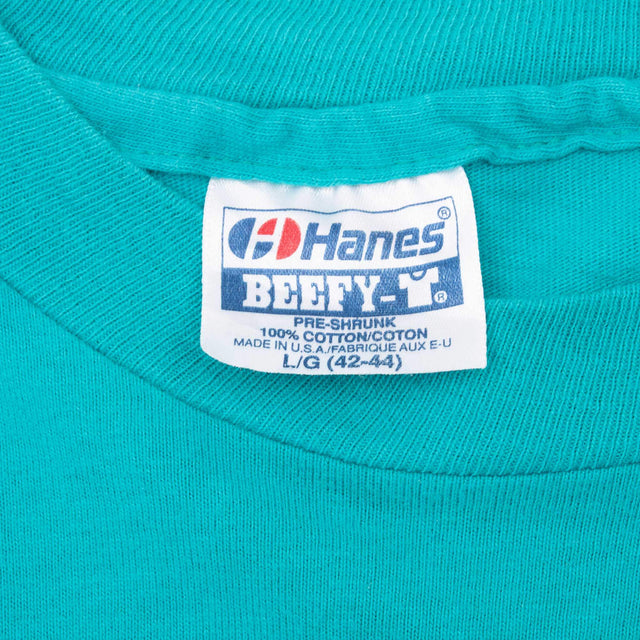 Hanes®
BEEFY-T®
PRE-SHRUNK
100% COTTON/COTON
MADE IN U.S.A./FABRIQUE AUX E-U
L/G (42-44)